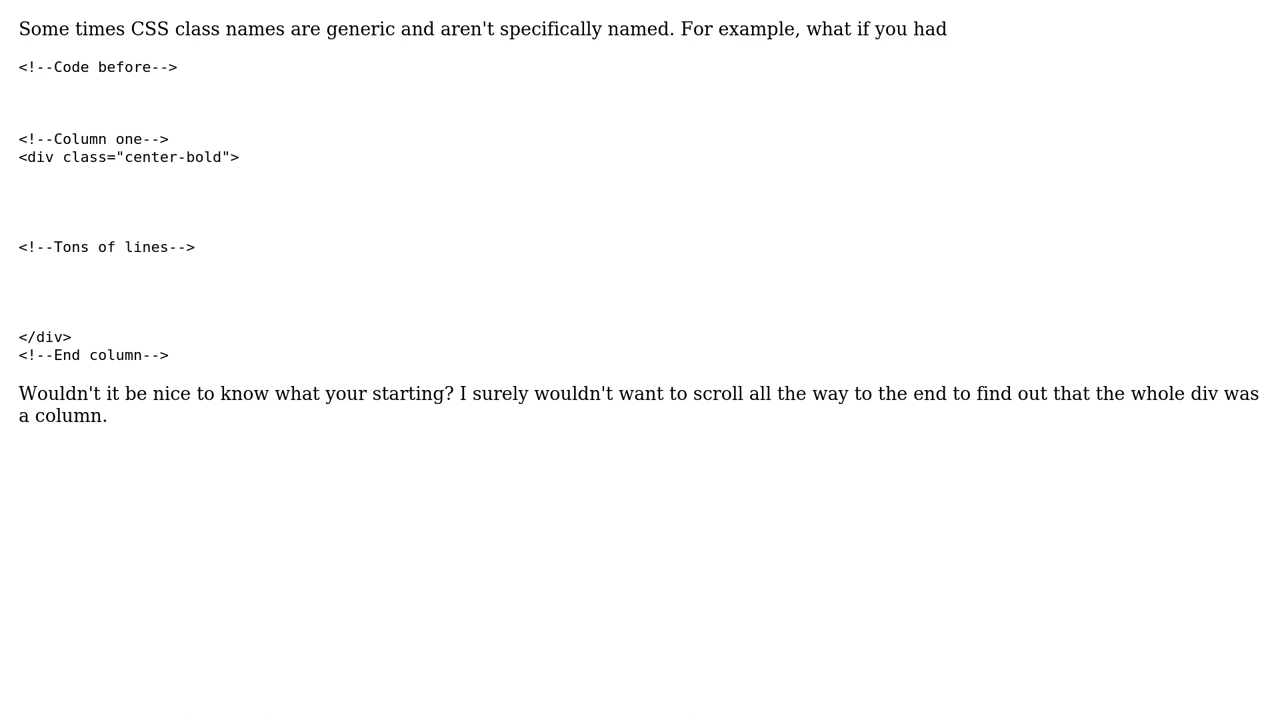 Some times CSS class names are generic and aren't specifically named. For example, what if you had
<!--Code before-->
<!--Column one-->
<div class="center-bold">
<!--Tons of lines-->
</div>
<!--End column-->
Wouldn't it be nice to know what your starting? I surely wouldn't want to scroll all the way to the end to find out that the whole div was
a column.